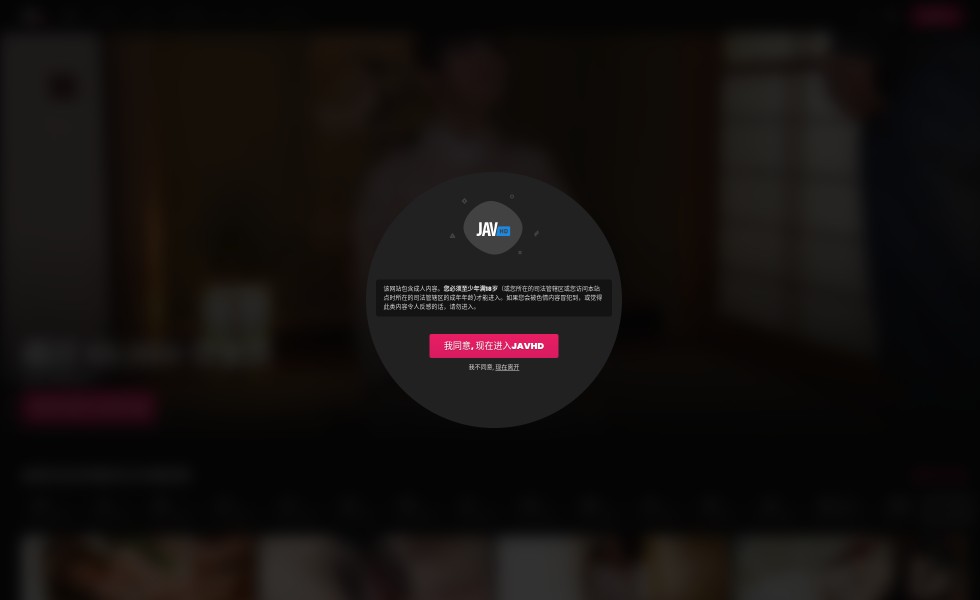 JAV HD
该网站包含成人内容。您必须至少年满18岁（或您所在的司法管辖区或您访问本站
点时所在的司法管辖区的成年年龄)才能进入。如果您会被色情内容冒犯到，或觉得
此类内容令人反感的话，请勿进入。
我同意, 现在进入JAVHD
我不同意, 现在离开